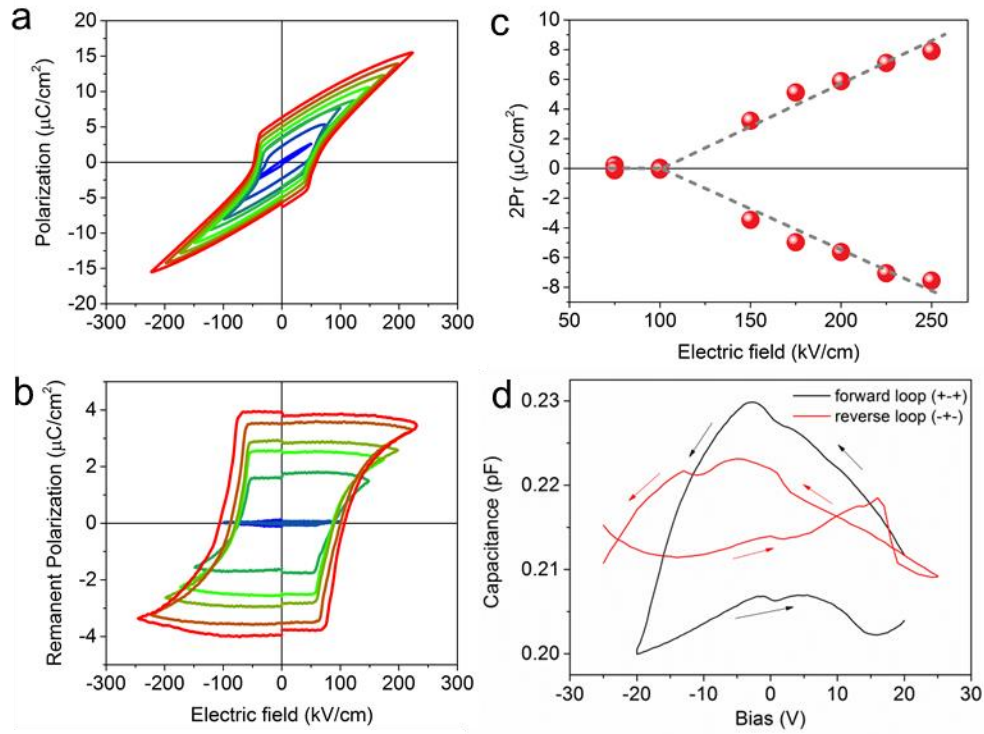 a
Polarization (μC/cm²)
20
15
10
5
0
-5
-10
-15
-20
-300 -200 -100 0 100 200 300
c
2Pr (μC/cm²)
10
8
6
4
2
0
-2
-4
-6
-8
50 100 150 200 250
Electric field (kV/cm)
b
Remanent Polarization (μC/cm²)
4
2
0
-2
-4
-300 -200 -100 0 100 200 300
Electric field (kV/cm)
d
forward loop (+-+)
reverse loop (-+-)
Capacitance (pF)
0.23
0.22
0.21
0.20
-30 -20 -10 0 10 20 30
Bias (V)